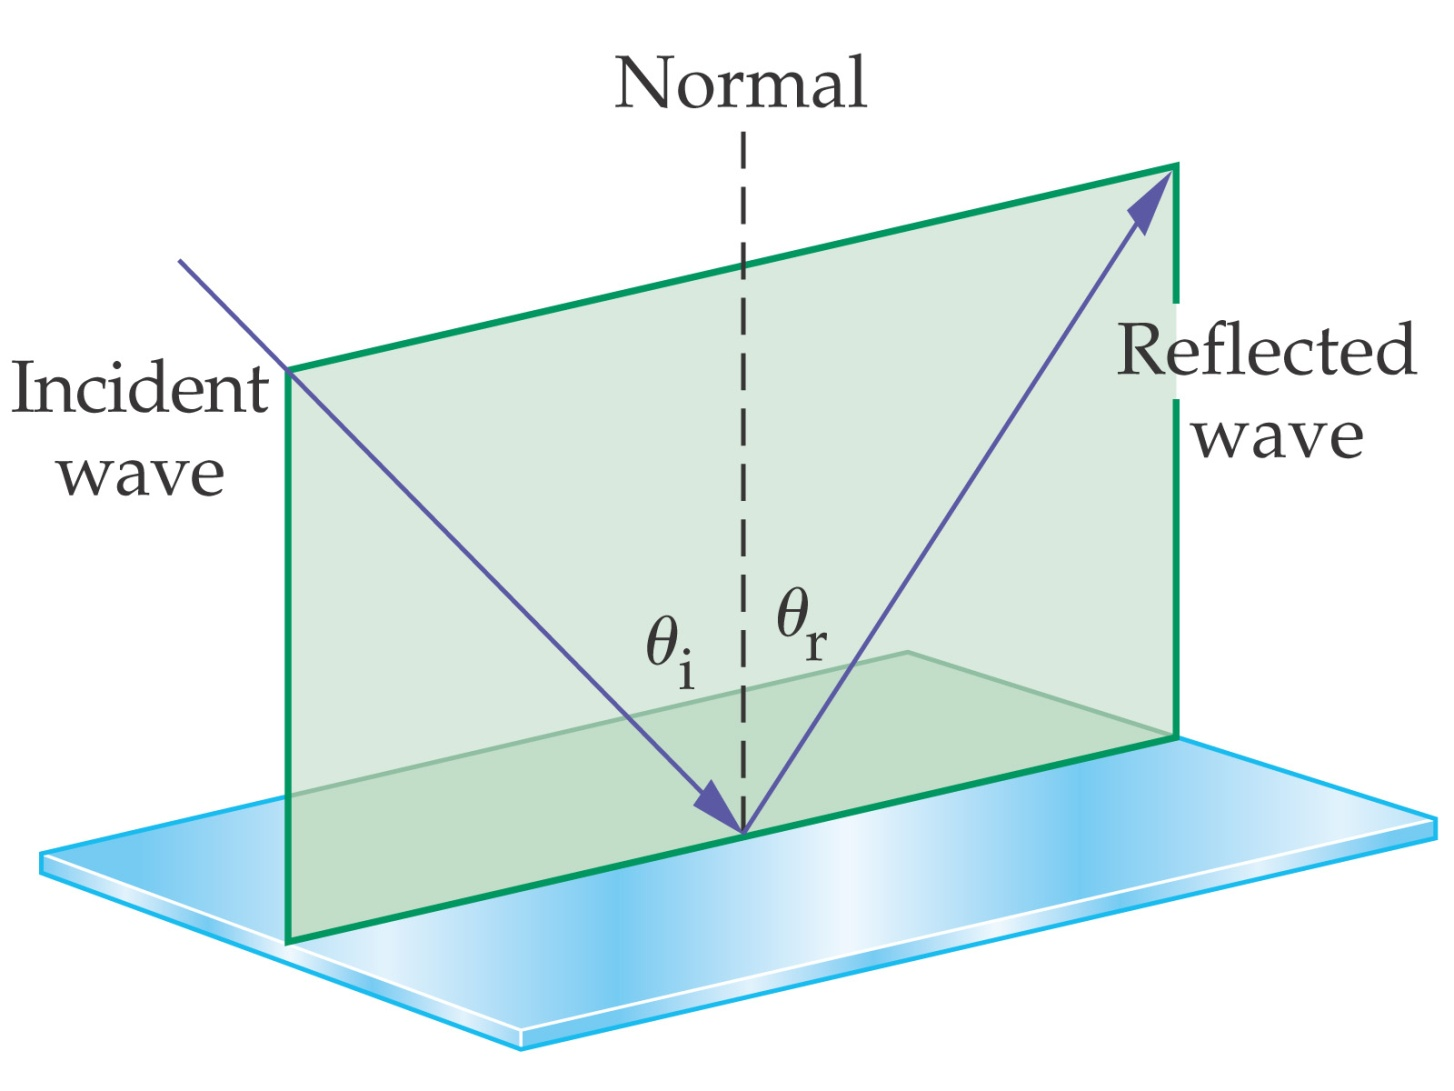 Normal
Incident
wave
Reflected
wave
θi
θr